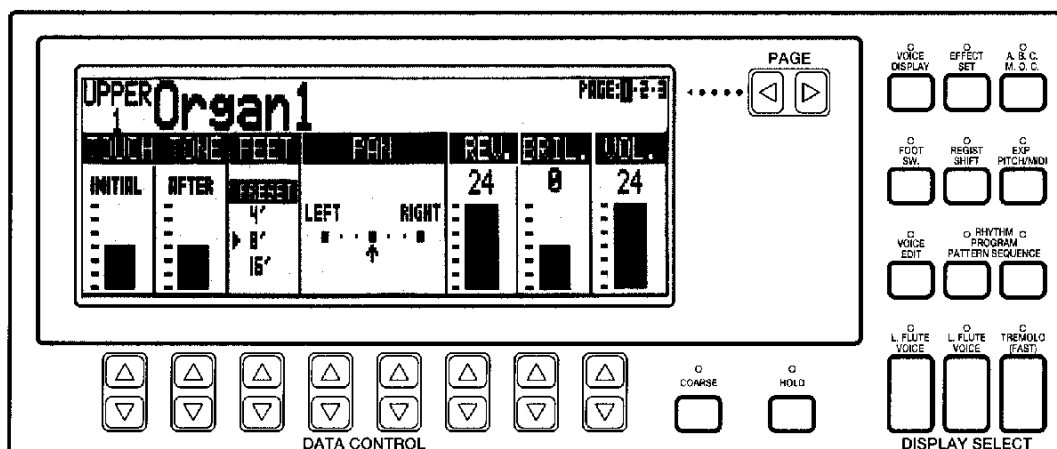 UPPER 1 Organ1 PAGE:1·2·3
TOUCH TONE FEET PAN REV. BRIL. VOL.
INITIAL AFTER PRESET 24 0 24
4'
LEFT RIGHT
8'
16'
DATA CONTROL
PAGE
COARSE HOLD
VOICE DISPLAY
EFFECT SET
A. B. C. M. O. C.
FOOT SW.
REGIST SHIFT
EXP PITCH/MIDI
VOICE EDIT
RHYTHM PROGRAM
PATTERN SEQUENCE
L. FLUTE VOICE
L. FLUTE VOICE
TREMOLO (FAST)
DISPLAY SELECT